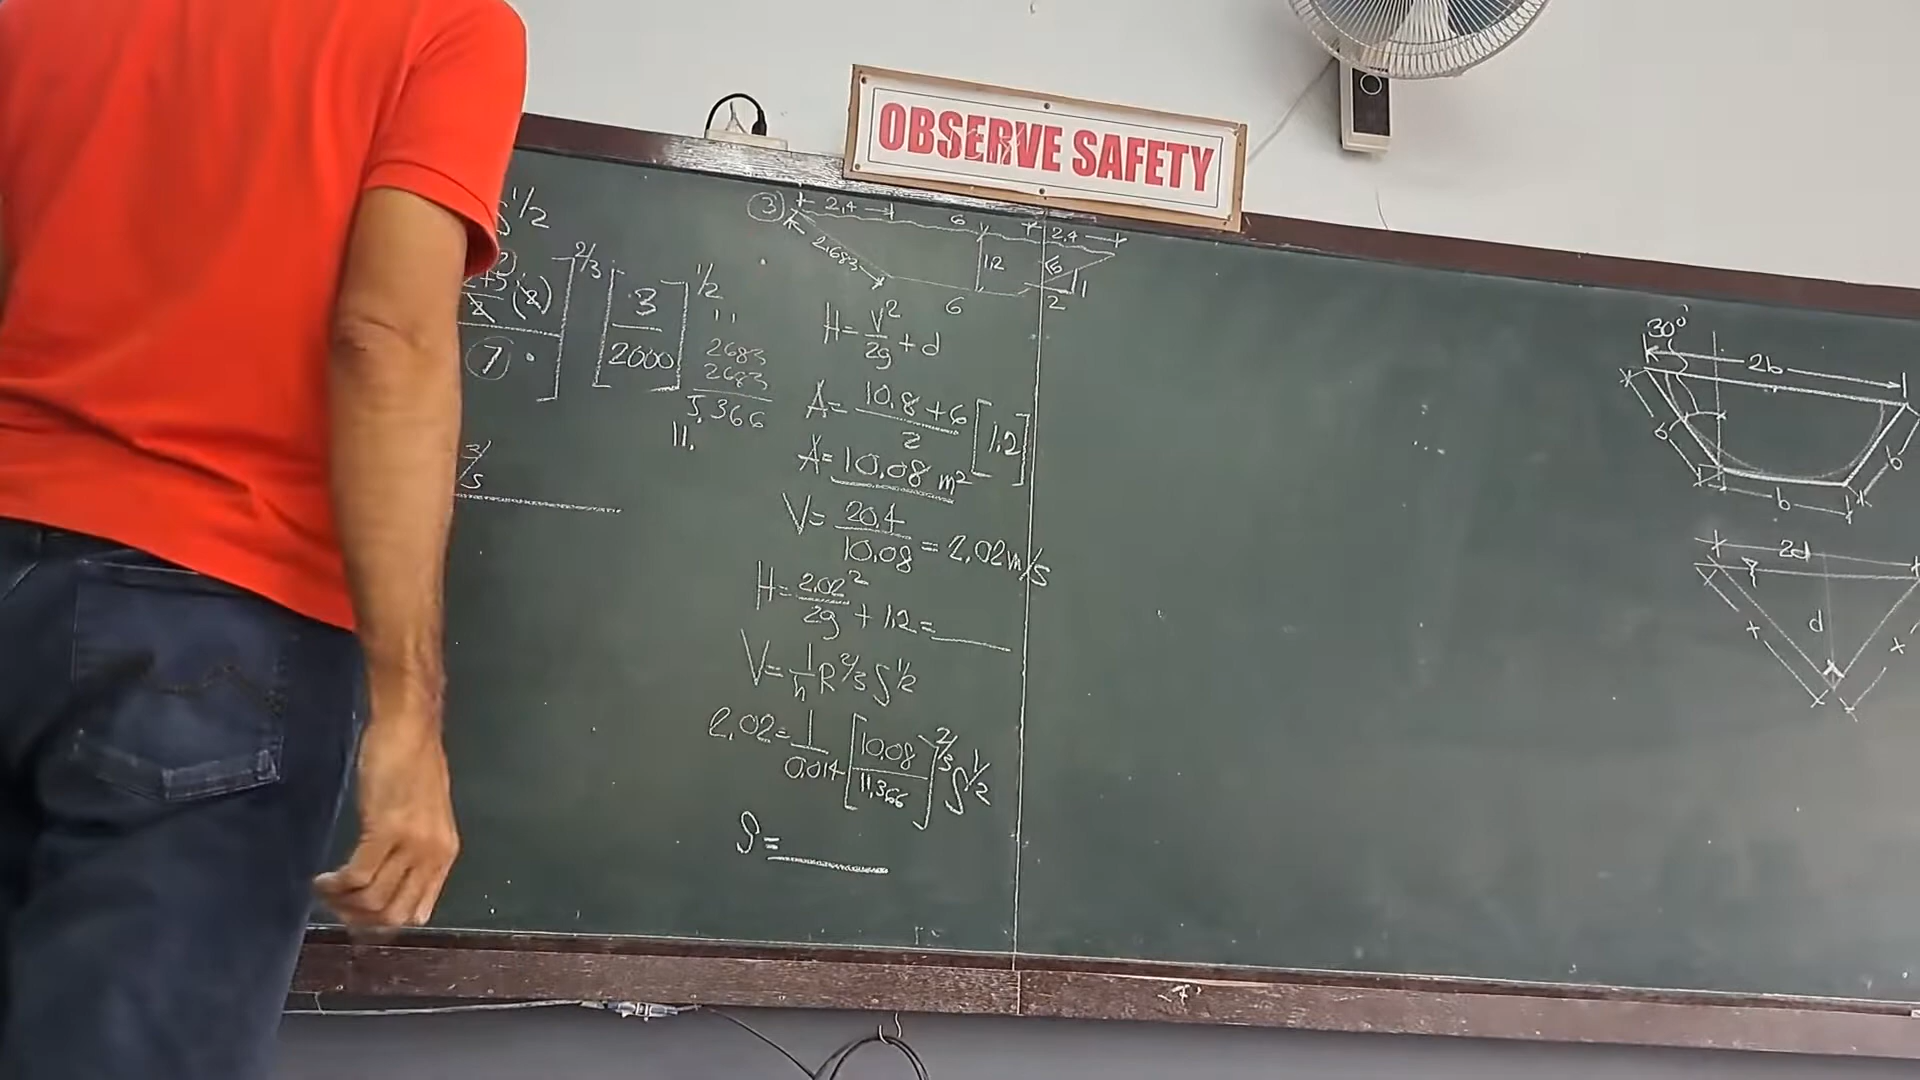 OBSERVE SAFETY
S^1/2
[(2)]^2/3 [3/2000]^1/2
7
2683
2683
5.366
11.
3/s
③ 2.4 6 2.4
2.683 1.2 √5 1
6 2
H = V²/2g + d
A = (10.8 + 6)/2 [1.2]
A = 10.08 m²
V = 20.4/10.08 = 2.02 m/s
H = 2.02²/2g + 1.2 =
V = 1/n R^2/3 S^1/2
2.02 = 1/0.014 [10.08/11.366]^2/3 S^1/2
S =
30°
2b
b b
b
2d
d
x x